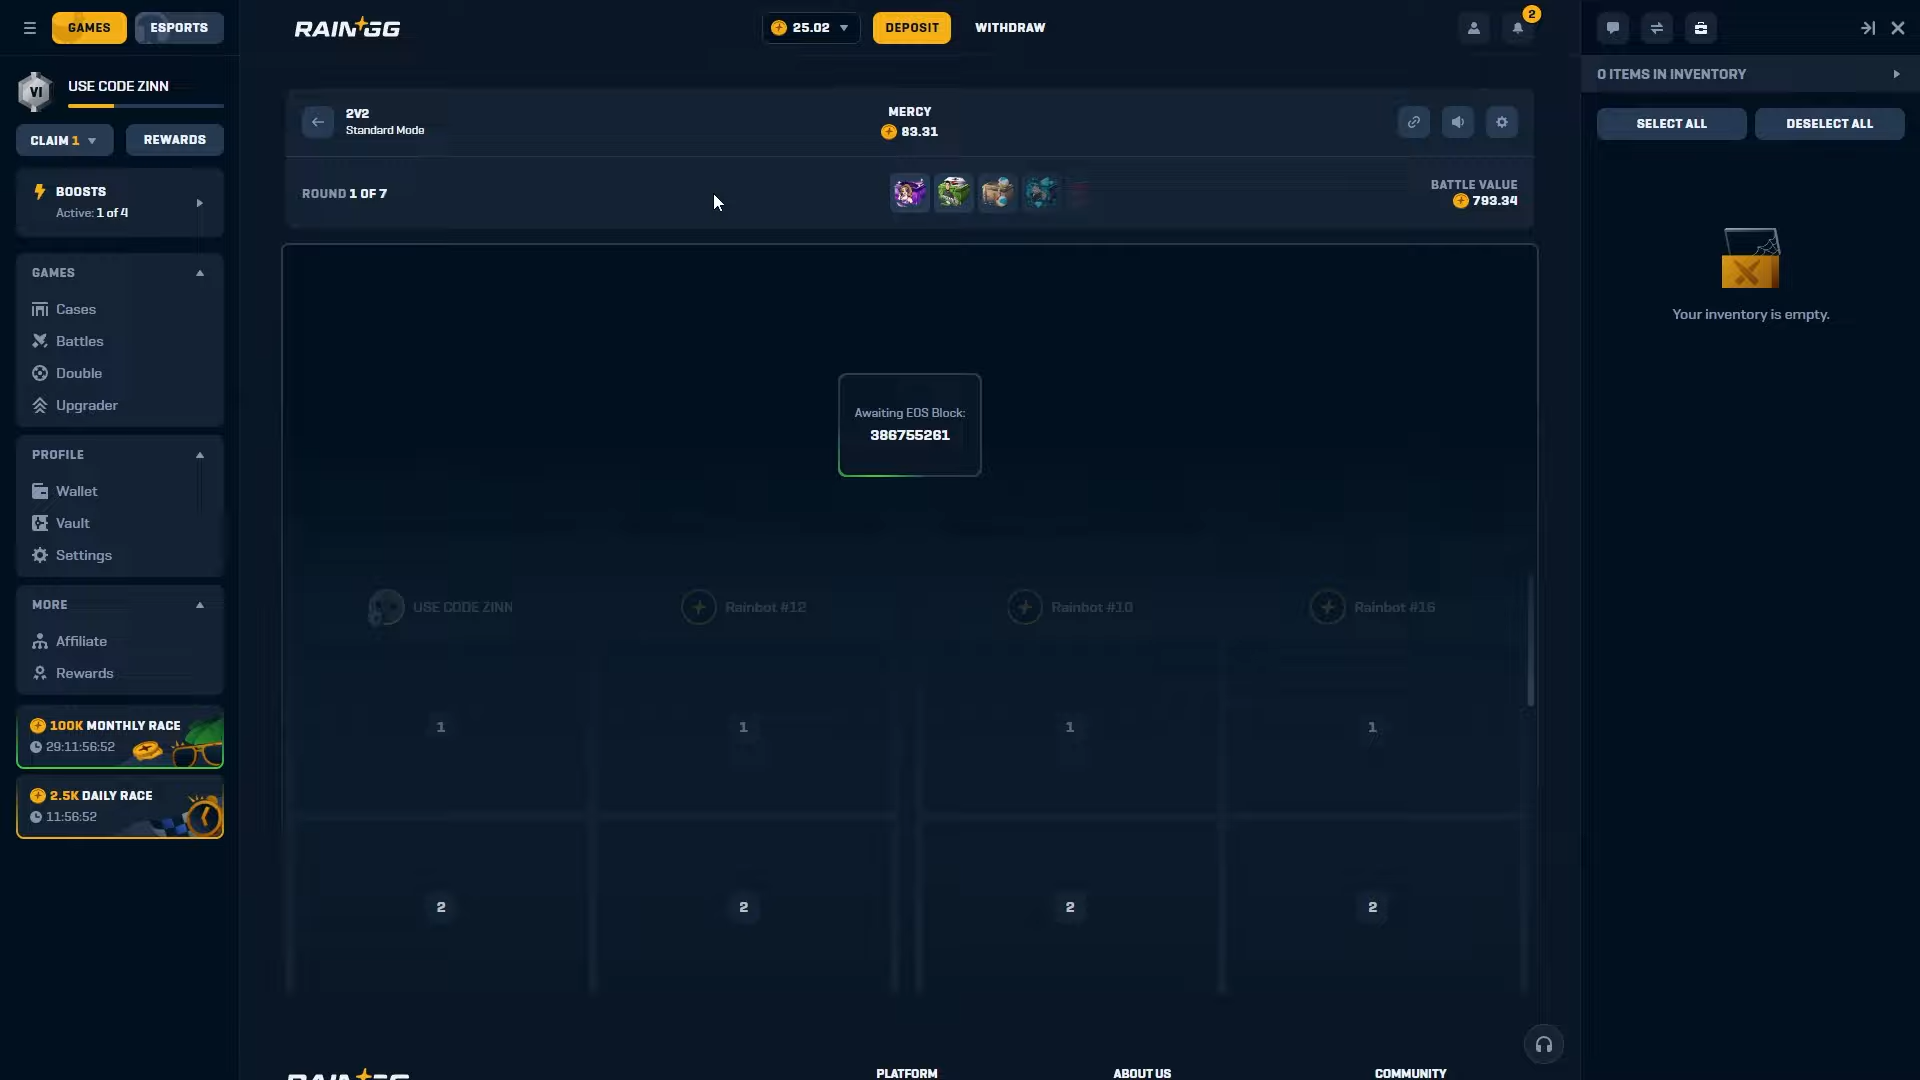 GAMES
ESPORTS
RAIN GG
25.02
DEPOSIT
WITHDRAW
2
VI
USE CODE ZINN
CLAIM 1
REWARDS
BOOSTS
Active: 1 of 4
GAMES
Cases
Battles
Double
Upgrader
PROFILE
Wallet
Vault
Settings
MORE
Affiliate
Rewards
100K MONTHLY RACE
29:11:56:52
2.5K DAILY RACE
11:56:52
2V2
Standard Mode
MERCY
83.31
ROUND 1 OF 7
BATTLE VALUE
793.34
Awaiting EOS Block:
386755261
USE CODE ZINN
Rainbot #12
Rainbot #10
Rainbot #16
1
1
1
1
2
2
2
2
RAIN GG
PLATFORM
ABOUT US
COMMUNITY
0 ITEMS IN INVENTORY
SELECT ALL
DESELECT ALL
Your inventory is empty.